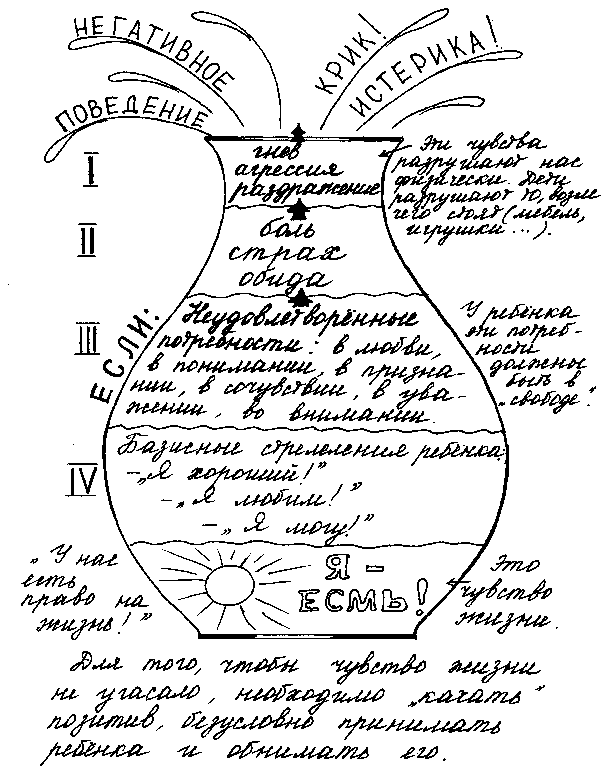 НЕГАТИВНОЕ
ПОВЕДЕНИЕ
КРИК!
ИСТЕРИКА!
I
гнев
агрессия
раздражение
Эти чувства
разрушают нас
физически. Дети
разрушают то, возле
чего стоят (мебель,
игрушки ...).
II
боль
страх
обида
ЕСЛИ:
III
Неудовлетворённые
потребности: в любви,
в понимании, в призна-
нии, в сочувствии, в ува-
жении, во внимании.
У ребёнка
эти потреб-
ности
должны
быть в
„свободе"
IV
Базисные стремления ребёнка:
-„Я хороший!"
-„Я любим!"
-„Я могу!"
„У нас
есть
право на
жизнь!"
Я -
ЕСМЬ!
Это
чувство
жизни.
Для того, чтобы чувство жизни
не угасало, необходимо „качать"
позитив, безусловно принимать
ребёнка и обнимать его.